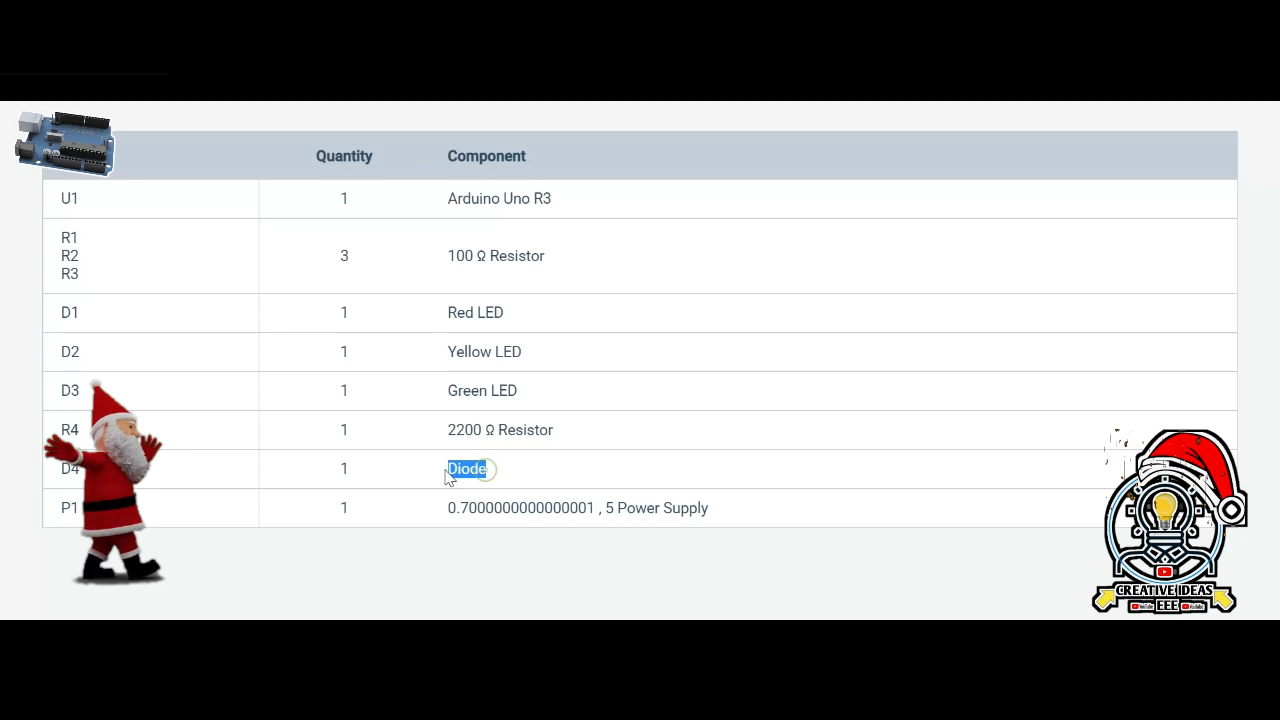 Quantity Component
U1 1 Arduino Uno R3
R1
R2 3 100 Ω Resistor
R3
D1 1 Red LED
D2 1 Yellow LED
D3 1 Green LED
R4 1 2200 Ω Resistor
D4 1 Diode
P1 1 0.7000000000000001 , 5 Power Supply
CREATIVE IDEAS
EEE